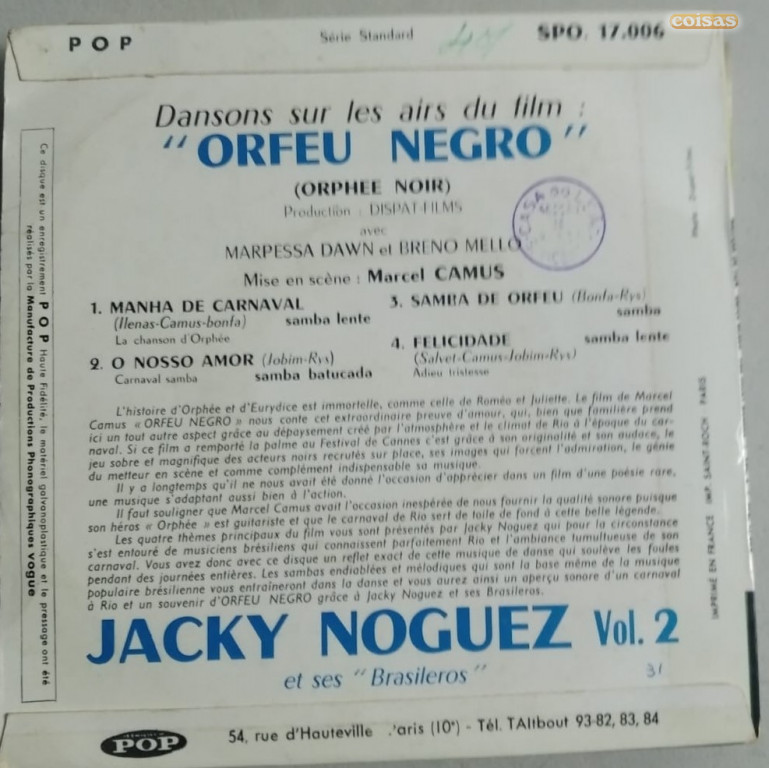 coisas
POP Série Standard 44 SPO. 17.006
Dansons sur les airs du film :
"ORFEU NEGRO"
(ORPHEE NOIR)
Production : DISPAT-FILMS
avec
MARPESSA DAWN et BRENO MELLO
Mise en scène : Marcel CAMUS
1. MANHA DE CARNAVAL
(Ilenas-Camus-bonfa) samba lente
La chanson d'Orphée
2. O NOSSO AMOR (Jobim-Rys)
Carnaval samba samba batucada
3. SAMBA DE ORFEU (Bonfa-Rys)
samba
4. FELICIDADE samba lente
(Salvet-Camus-Jobim-Rys)
Adieu tristesse
L'histoire d'Orphée et d'Eurydice est immortelle, comme celle de Roméo et Juliette. Le film de Marcel
Camus « ORFEU NEGRO » nous conte cet extraordinaire preuve d'amour, qui, bien que familière prend
ici un tout autre aspect grâce au dépaysement créé par l'atmosphère et le climat de Rio à l'époque du car-
naval. Si ce film a remporté la palme au Festival de Cannes c'est grâce à son originalité et son audace, le
jeu sobre et magnifique des acteurs noirs recrutés sur place, ses images qui forcent l'admiration, le génie
du metteur en scène et comme complément indispensable sa musique.
Il y a longtemps qu'il ne nous avait été donné l'occasion d'apprécier dans un film d'une poésie rare,
une musique s'adaptant aussi bien à l'action.
Il faut souligner que Marcel Camus avait l'occasion inespérée de nous fournir la qualité sonore puisque
son héros « Orphée » est guitariste et que le carnaval de Rio sert de toile de fond à cette belle légende.
Les quatre thèmes principaux du film vous sont présentés par Jacky Noguez qui pour la circonstance
s'est entouré de musiciens brésiliens qui connaissent parfaitement Rio et l'ambiance tumultueuse de son
carnaval. Vous avez donc avec ce disque un reflet exact de cette musique de danse qui soulève les foules
pendant des journées entières. Les sambas endiablées et mélodiques qui sont la base même de la musique
populaire brésilienne vous entraîneront dans la danse et vous aurez ainsi un aperçu sonore d'un carnaval
à Rio et un souvenir d'ORFEU NEGRO grâce à Jacky Noguez et ses Brasileros.
JACKY NOGUEZ Vol. 2
et ses "Brasileros"
31
POP
54, rue d'Hauteville aris (10e) - Tél. TAltbout 93-82, 83, 84
Ce disque est un enregistrement POP Haute Fidélité, le matériel galvanoplastique et le pressage ont été
réalisés par la Manufacture de Productions Phonographiques VOGUE
IMPRIMÉ EN FRANCE IMP. SAINT-ROCH PARIS
CASA